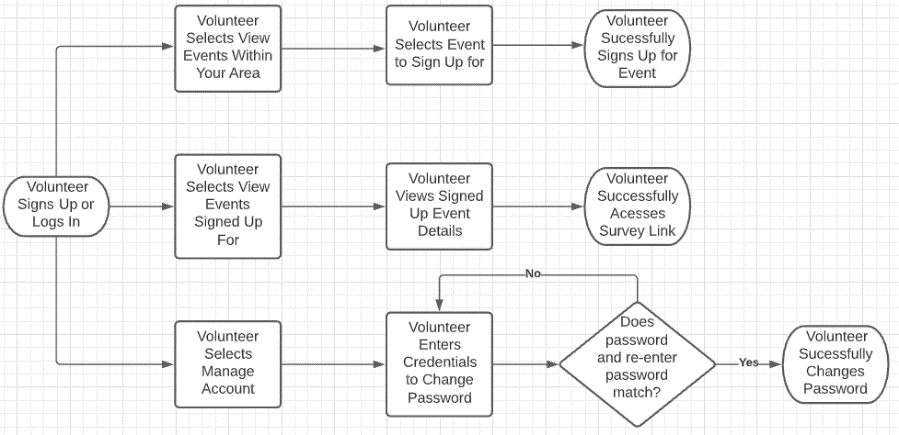 Volunteer
Selects View
Events Within
Your Area
Volunteer
Selects Event
to Sign Up for
Volunteer
Sucessfully
Signs Up for
Event
Volunteer
Signs Up or
Logs In
Volunteer
Selects View
Events
Signed Up
For
Volunteer
Views Signed
Up Event
Details
Volunteer
Successfully
Acesses
Survey Link
No
Volunteer
Selects
Manage
Account
Volunteer
Enters
Credentials
to Change
Password
Does
password
and re-enter
password
match?
Yes
Volunteer
Sucessfully
Changes
Password